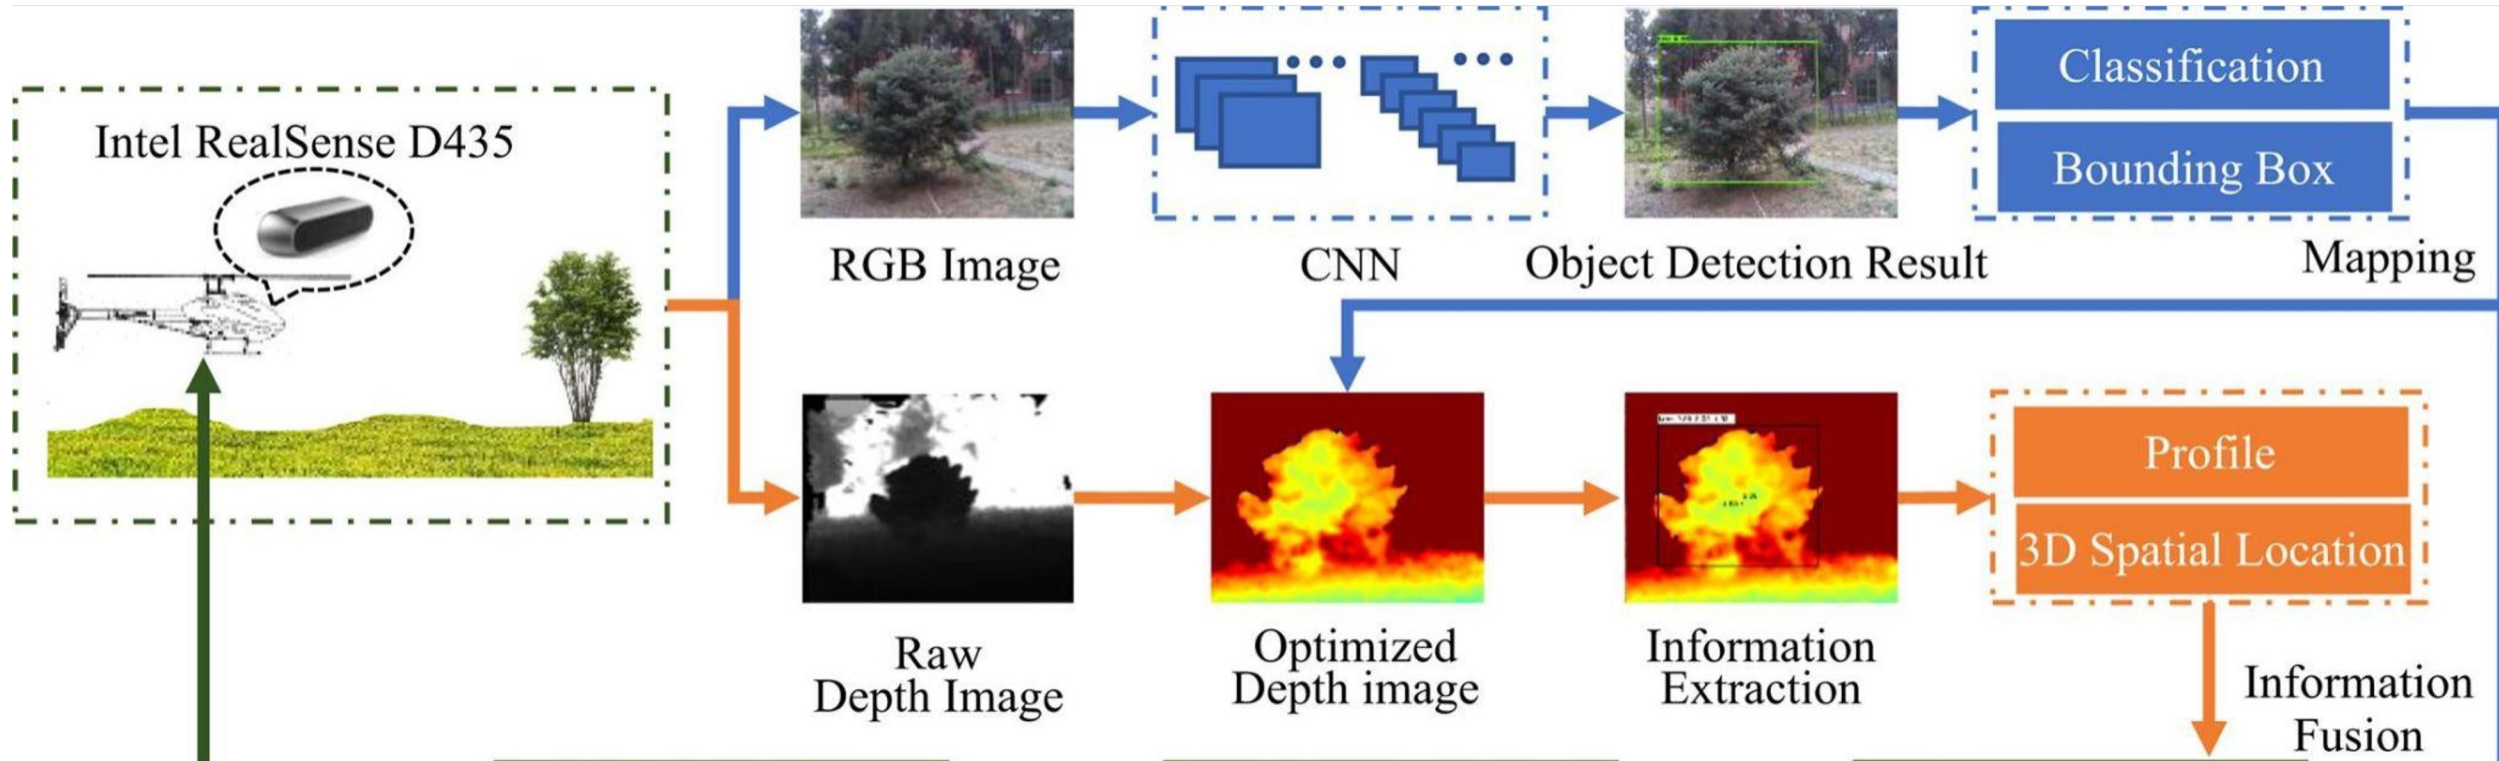 Intel RealSense D435
RGB Image
CNN
Object Detection Result
Classification
Bounding Box
Mapping
Raw
Depth Image
Optimized
Depth image
Information
Extraction
Profile
3D Spatial Location
Information
Fusion